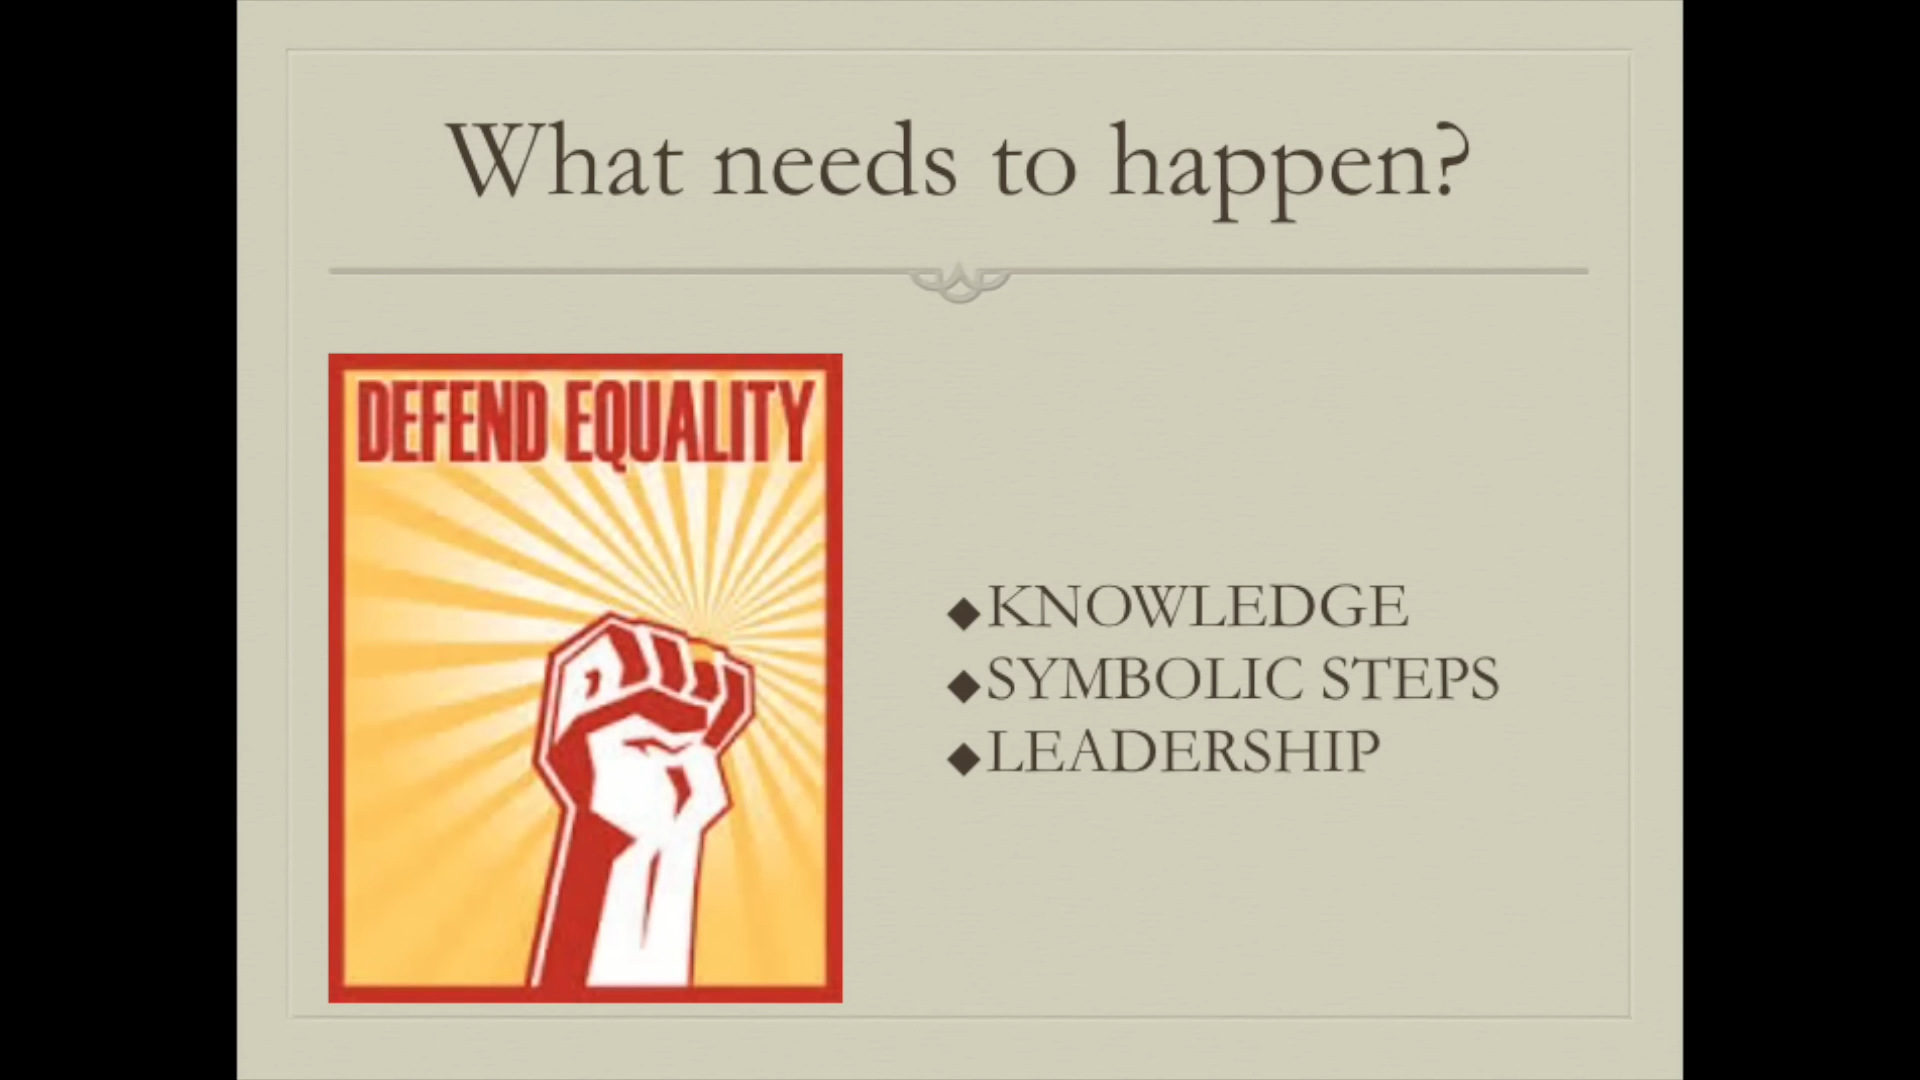 What needs to happen?
DEFEND EQUALITY
◆KNOWLEDGE
◆SYMBOLIC STEPS
◆LEADERSHIP